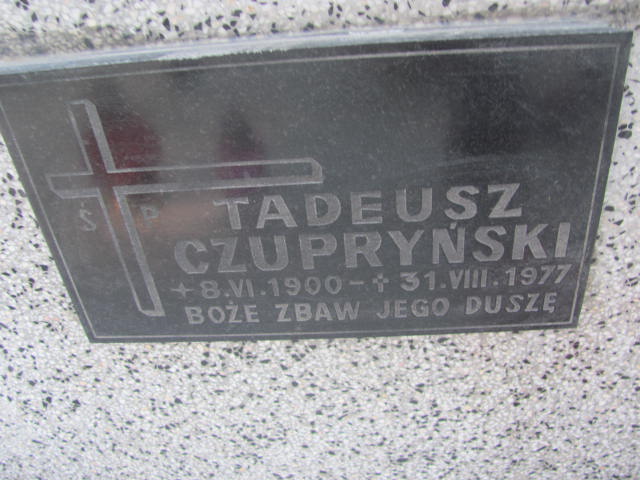 Ś P
TADEUSZ
CZUPRYŃSKI
* 8.VI.1900 - ✝ 31.VIII.1977
BOŻE ZBAW JEGO DUSZĘ